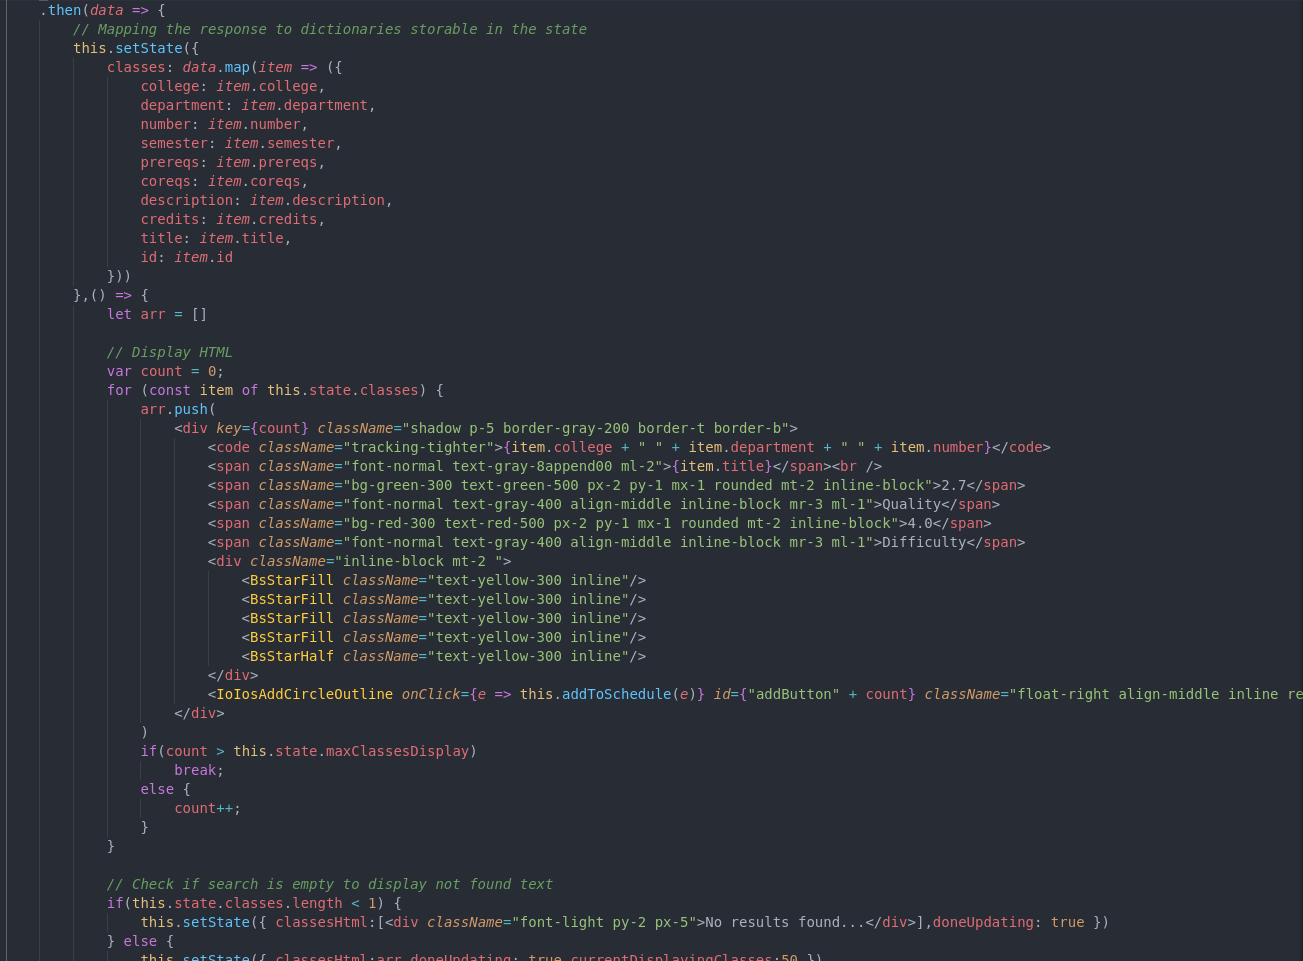 .then(data => {
// Mapping the response to dictionaries storable in the state
this.setState({
classes: data.map(item => ({
college: item.college,
department: item.department,
number: item.number,
semester: item.semester,
prereqs: item.prereqs,
coreqs: item.coreqs,
description: item.description,
credits: item.credits,
title: item.title,
id: item.id
}))
},() => {
let arr = []
// Display HTML
var count = 0;
for (const item of this.state.classes) {
arr.push(
<div key={count} className="shadow p-5 border-gray-200 border-t border-b">
<code className="tracking-tighter">{item.college + " " + item.department + " " + item.number}</code>
<span className="font-normal text-gray-8append00 ml-2">{item.title}</span><br />
<span className="bg-green-300 text-green-500 px-2 py-1 mx-1 rounded mt-2 inline-block">2.7</span>
<span className="font-normal text-gray-400 align-middle inline-block mr-3 ml-1">Quality</span>
<span className="bg-red-300 text-red-500 px-2 py-1 mx-1 rounded mt-2 inline-block">4.0</span>
<span className="font-normal text-gray-400 align-middle inline-block mr-3 ml-1">Difficulty</span>
<div className="inline-block mt-2 ">
<BsStarFill className="text-yellow-300 inline"/>
<BsStarFill className="text-yellow-300 inline"/>
<BsStarFill className="text-yellow-300 inline"/>
<BsStarFill className="text-yellow-300 inline"/>
<BsStarHalf className="text-yellow-300 inline"/>
</div>
<IoIosAddCircleOutline onClick={e => this.addToSchedule(e)} id={"addButton" + count} className="float-right align-middle inline re
</div>
)
if(count > this.state.maxClassesDisplay)
break;
else {
count++;
}
}
// Check if search is empty to display not found text
if(this.state.classes.length < 1) {
this.setState({ classesHtml:[<div className="font-light py-2 px-5">No results found...</div>],doneUpdating: true })
} else {
this.setState({ classesHtml:arr,doneUpdating: true,currentDisplayingClasses:50 })